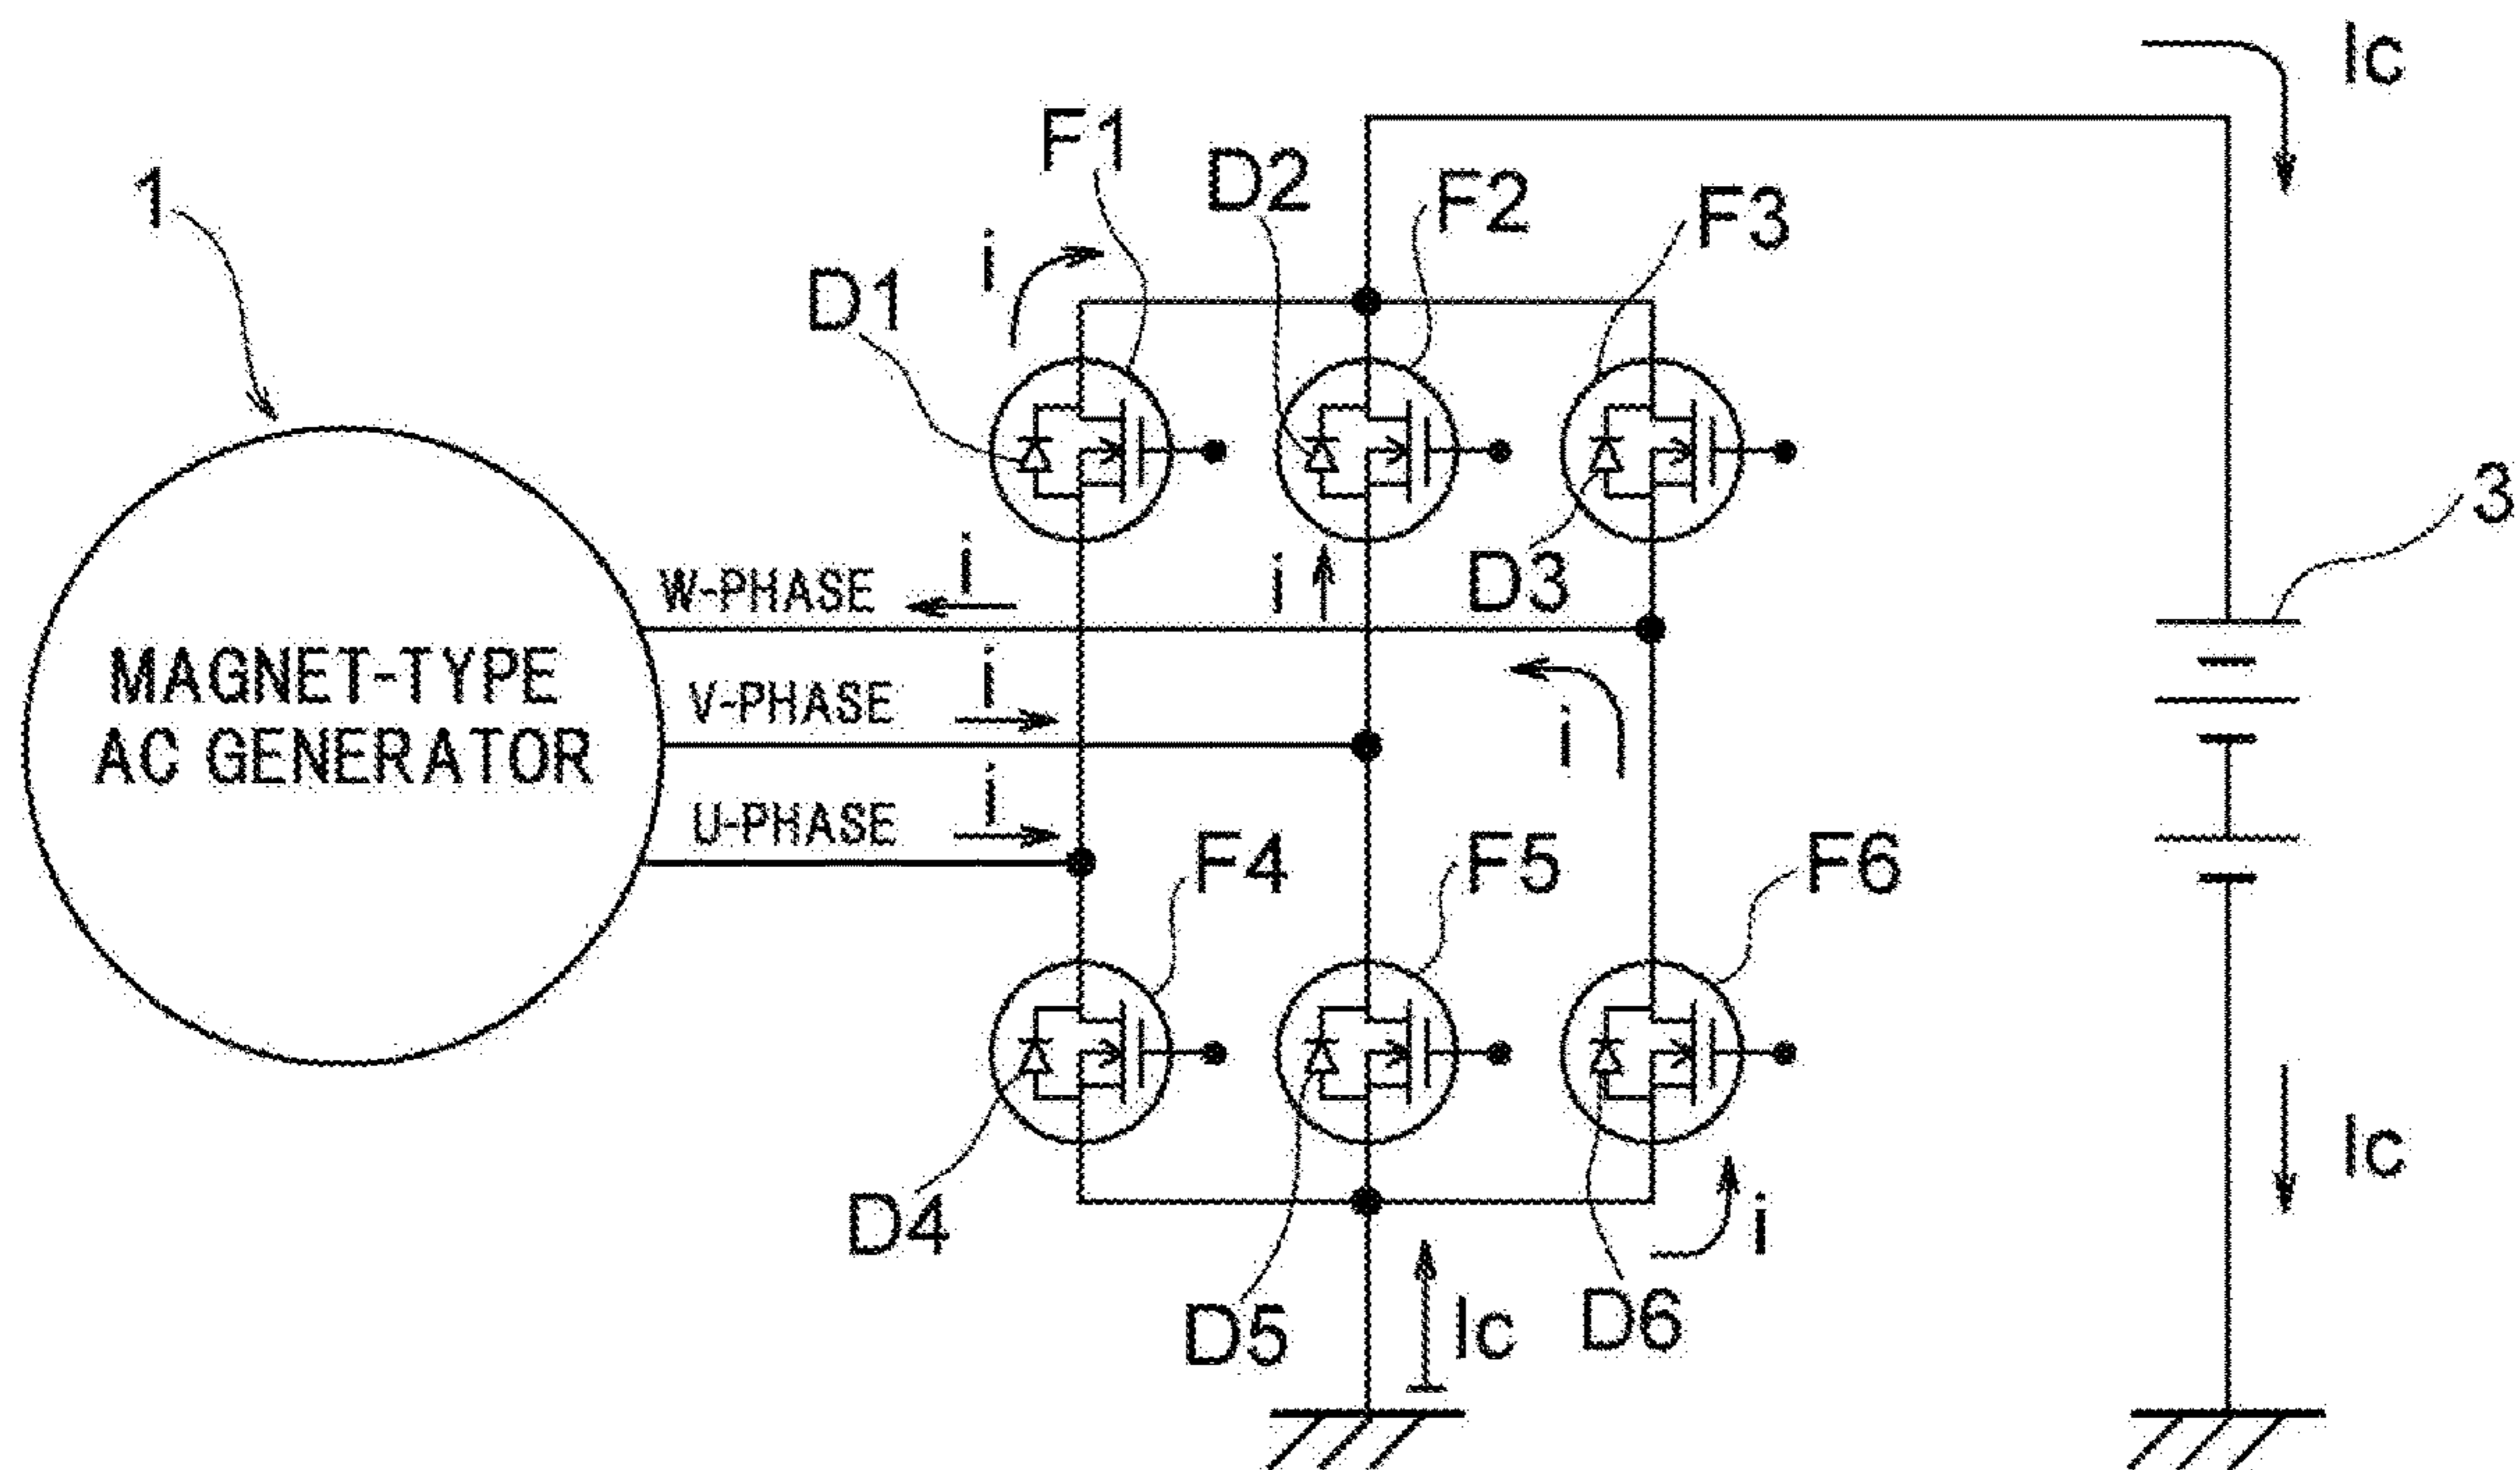 Ic
F1
D2
F2
F3
1
i
D1
3
i
W-PHASE
i
D3
MAGNET-TYPE
AC GENERATOR
V-PHASE
i
i
U-PHASE
i
F4
F5
F6
Ic
D4
i
D5
Ic
D6